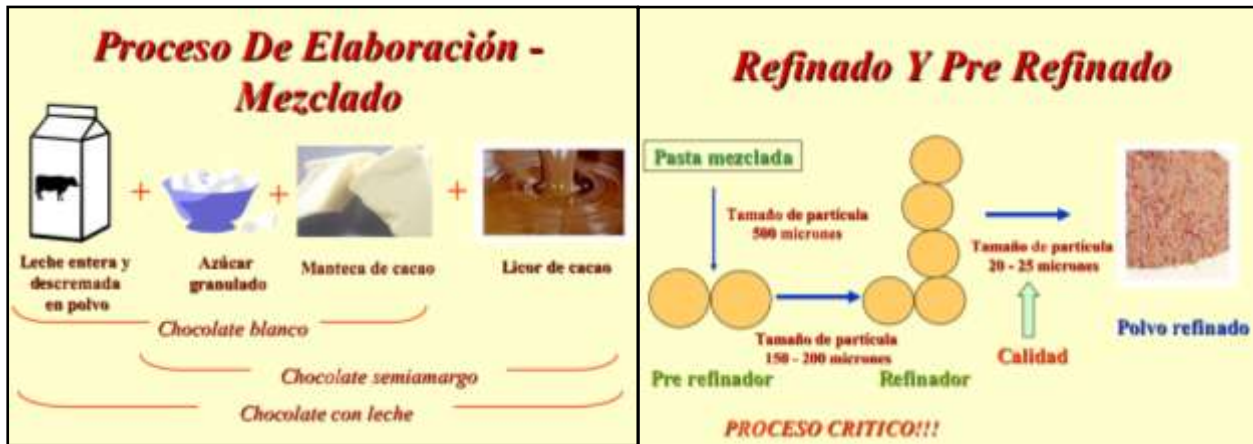 Proceso De Elaboración -
Mezclado
Leche entera y
descremada
en polvo
Azúcar
granulado
Manteca de cacao
Licor de cacao
Chocolate blanco
Chocolate semiamargo
Chocolate con leche
Refinado Y Pre Refinado
Pasta mezclada
Tamaño de partícula
500 micrones
Tamaño de partícula
20 - 25 micrones
Tamaño de partícula
150 - 200 micrones
Calidad
Polvo refinado
Pre refinador
Refinador
PROCESO CRITICO!!!